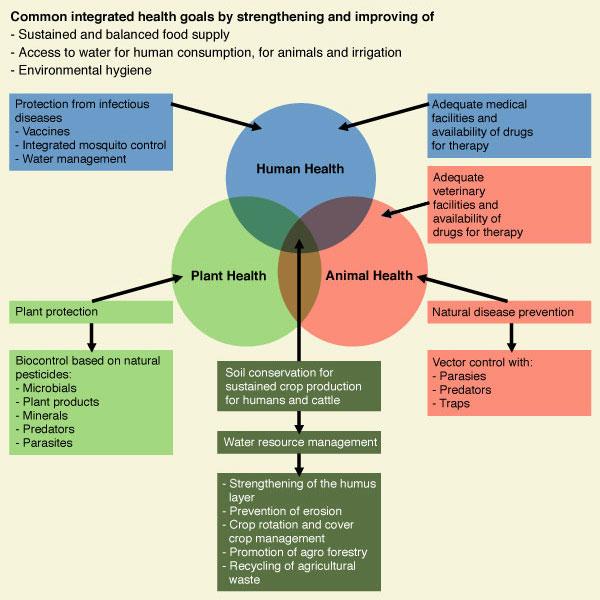 Common integrated health goals by strengthening and improving of
- Sustained and balanced food supply
- Access to water for human consumption, for animals and irrigation
- Environmental hygiene
Protection from infectious
diseases
- Vaccines
- Integrated mosquito control
- Water management
Adequate medical
facilities and
availability of drugs
for therapy
Human Health
Adequate
veterinary
facilities and
availability of
drugs for therapy
Plant Health
Animal Health
Plant protection
Natural disease prevention
Biocontrol based on natural
pesticides:
- Microbials
- Plant products
- Minerals
- Predators
- Parasites
Soil conservation for
sustained crop production
for humans and cattle
Vector control with:
- Parasies
- Predators
- Traps
Water resource management
- Strengthening of the humus
layer
- Prevention of erosion
- Crop rotation and cover
crop management
- Promotion of agro forestry
- Recycling of agricultural
waste